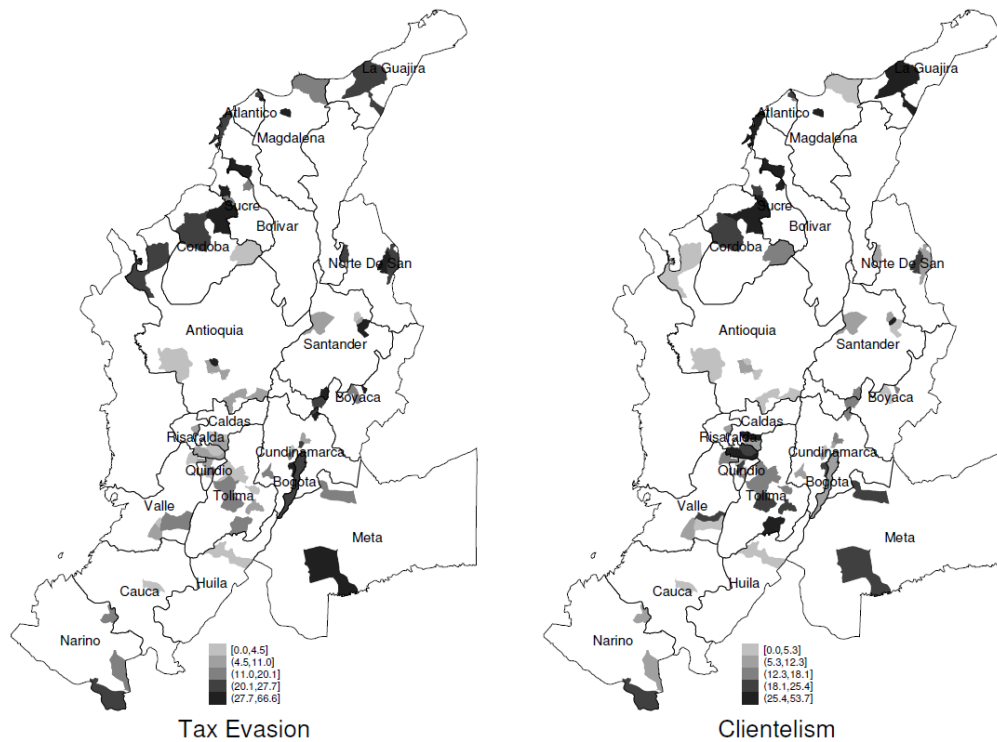 La Guajira
Atlantico
Magdalena
Sucre
Bolivar
Cordoba
Norte De San
Antioquia
Santander
Boyaca
Caldas
Risaralda
Cundinamarca
Quindio
Bogota
Tolima
Valle
Meta
Huila
Cauca
Narino
[0.0,4.5]
(4.5,11.0]
(11.0,20.1]
(20.1,27.7]
(27.7,66.6]
Tax Evasion
La Guajira
Atlantico
Magdalena
Sucre
Bolivar
Cordoba
Norte De San
Antioquia
Santander
Boyaca
Caldas
Risaralda
Cundinamarca
Quindio
Bogota
Tolima
Valle
Meta
Huila
Cauca
Narino
[0.0,5.3]
(5.3,12.3]
(12.3,18.1]
(18.1,25.4]
(25.4,53.7]
Clientelism